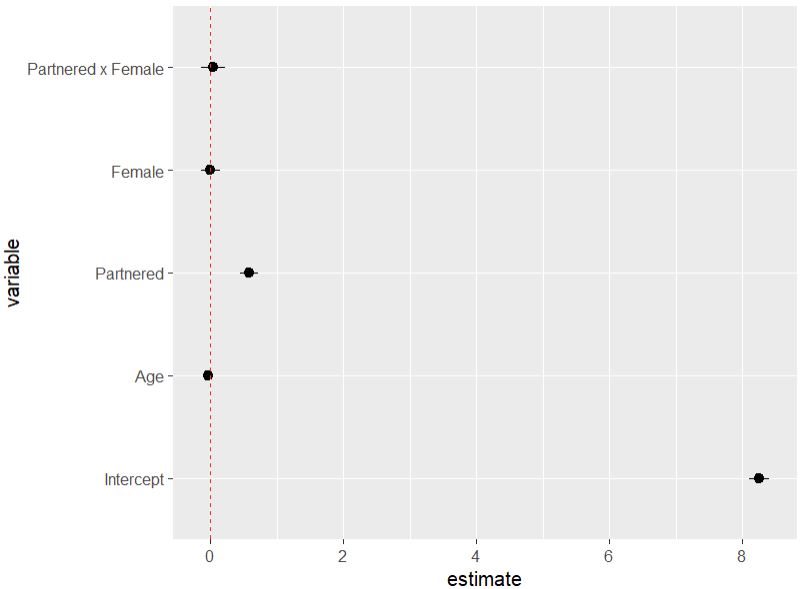 Partnered x Female
Female
Partnered
Age
Intercept
variable
0 2 4 6 8
estimate